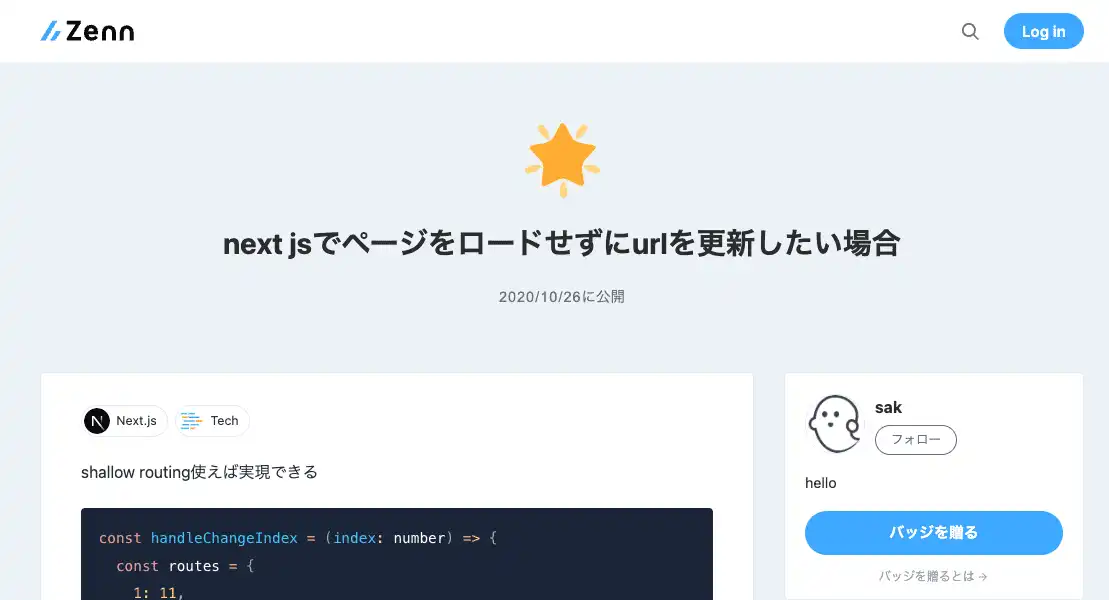 Zenn
Log in
next jsでページをロードせずにurlを更新したい場合
2020/10/26に公開
Next.js
Tech
shallow routing使えば実現できる
const handleChangeIndex = (index: number) => {
  const routes = {
    1: 11,
sak
フォロー
hello
バッジを贈る
バッジを贈るとは →